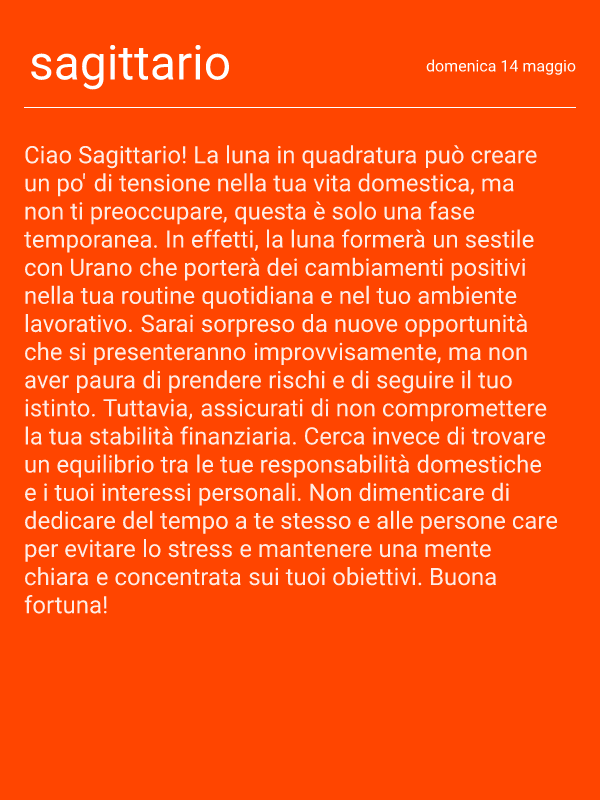 sagittario
domenica 14 maggio
Ciao Sagittario! La luna in quadratura può creare
un po' di tensione nella tua vita domestica, ma
non ti preoccupare, questa è solo una fase
temporanea. In effetti, la luna formerà un sestile
con Urano che porterà dei cambiamenti positivi
nella tua routine quotidiana e nel tuo ambiente
lavorativo. Sarai sorpreso da nuove opportunità
che si presenteranno improvvisamente, ma non
aver paura di prendere rischi e di seguire il tuo
istinto. Tuttavia, assicurati di non compromettere
la tua stabilità finanziaria. Cerca invece di trovare
un equilibrio tra le tue responsabilità domestiche
e i tuoi interessi personali. Non dimenticare di
dedicare del tempo a te stesso e alle persone care
per evitare lo stress e mantenere una mente
chiara e concentrata sui tuoi obiettivi. Buona
fortuna!